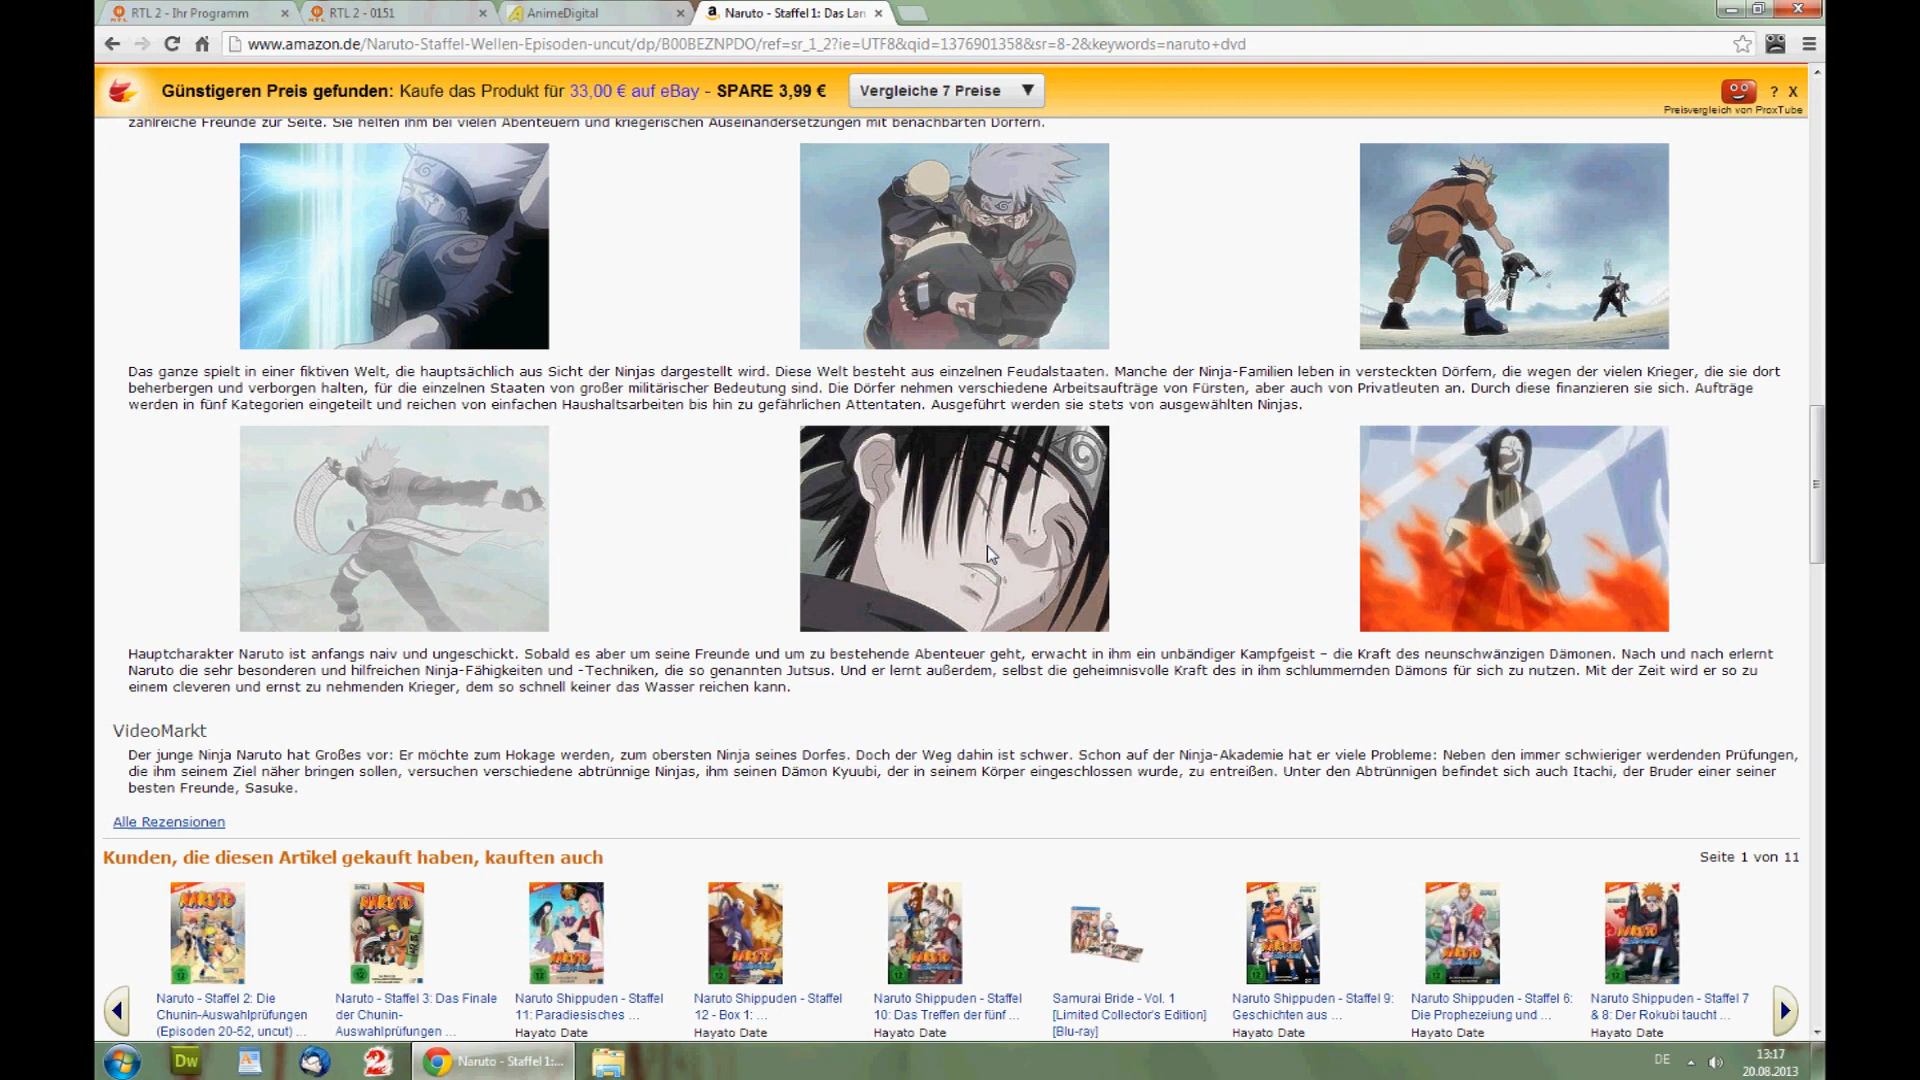 RTL 2 - Ihr Programm
RTL 2 - 0151
AnimeDigital
Naruto - Staffel 1: Das Lan
www.amazon.de/Naruto-Staffel-Wellen-Episoden-uncut/dp/B00BEZNPDO/ref=sr_1_2?ie=UTF8&qid=1376901358&sr=8-2&keywords=naruto+dvd
Günstigeren Preis gefunden: Kaufe das Produkt für 33,00 € auf eBay - SPARE 3,99 €
Vergleiche 7 Preise
? X
Preisvergleich von ProxTube
zahlreiche Freunde zur Seite. Sie helfen ihm bei vielen Abenteuern und kriegerischen Auseinandersetzungen mit benachbarten Dörfern.
Das ganze spielt in einer fiktiven Welt, die hauptsächlich aus Sicht der Ninjas dargestellt wird. Diese Welt besteht aus einzelnen Feudalstaaten. Manche der Ninja-Familien leben in versteckten Dörfern, die wegen der vielen Krieger, die sie dort
beherbergen und verborgen halten, für die einzelnen Staaten von großer militärischer Bedeutung sind. Die Dörfer nehmen verschiedene Arbeitsaufträge von Fürsten, aber auch von Privatleuten an. Durch diese finanzieren sie sich. Aufträge
werden in fünf Kategorien eingeteilt und reichen von einfachen Haushaltsarbeiten bis hin zu gefährlichen Attentaten. Ausgeführt werden sie stets von ausgewählten Ninjas.
Hauptcharakter Naruto ist anfangs naiv und ungeschickt. Sobald es aber um seine Freunde und um zu bestehende Abenteuer geht, erwacht in ihm ein unbändiger Kampfgeist – die Kraft des neunschwänzigen Dämonen. Nach und nach erlernt
Naruto die sehr besonderen und hilfreichen Ninja-Fähigkeiten und -Techniken, die so genannten Jutsus. Und er lernt außerdem, selbst die geheimnisvolle Kraft des in ihm schlummernden Dämons für sich zu nutzen. Mit der Zeit wird er so zu
einem cleveren und ernst zu nehmenden Krieger, dem so schnell keiner das Wasser reichen kann.
VideoMarkt
Der junge Ninja Naruto hat Großes vor: Er möchte zum Hokage werden, zum obersten Ninja seines Dorfes. Doch der Weg dahin ist schwer. Schon auf der Ninja-Akademie hat er viele Probleme: Neben den immer schwieriger werdenden Prüfungen,
die ihm seinem Ziel näher bringen sollen, versuchen verschiedene abtrünnige Ninjas, ihm seinen Dämon Kyuubi, der in seinem Körper eingeschlossen wurde, zu entreißen. Unter den Abtrünnigen befindet sich auch Itachi, der Bruder einer seiner
besten Freunde, Sasuke.
Alle Rezensionen
Kunden, die diesen Artikel gekauft haben, kauften auch
Seite 1 von 11
Naruto - Staffel 2: Die
Chunin-Auswahlprüfungen
(Episoden 20-52, uncut) ...
Naruto - Staffel 3: Das Finale
der Chunin-
Auswahlprüfungen ...
Naruto Shippuden - Staffel
11: Paradiesisches ...
Hayato Date
Naruto Shippuden - Staffel
12 - Box 1: ...
Hayato Date
Naruto Shippuden - Staffel
10: Das Treffen der fünf ...
Hayato Date
Samurai Bride - Vol. 1
[Limited Collector's Edition]
[Blu-ray]
Naruto Shippuden - Staffel 9:
Geschichten aus ...
Hayato Date
Naruto Shippuden - Staffel 6:
Die Prophezeiung und ...
Hayato Date
Naruto Shippuden - Staffel 7
& 8: Der Rokubi taucht ...
Hayato Date
Dw
Naruto - Staffel 1:...
DE
13:17
20.08.2013